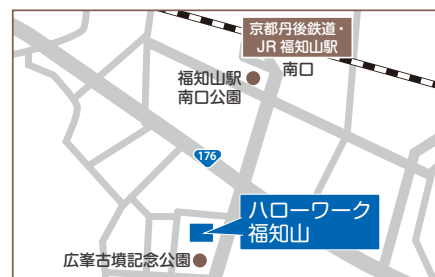 京都丹後鉄道・
JR 福知山駅
南口
福知山駅
南口公園
176
ハローワーク
福知山
広峯古墳記念公園